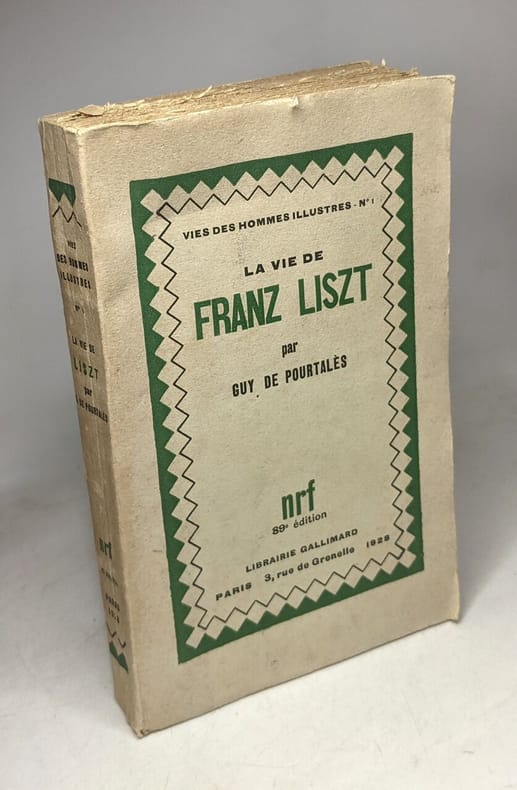 VIES DES HOMMES ILLUSTRES - N° 1
LA VIE DE
FRANZ LISZT
par
GUY DE POURTALÈS
nrf
89e édition
LIBRAIRIE GALLIMARD
PARIS 3, rue de Grenelle 1928
VIES
DES HOMMES
ILLUSTRES
N° 1
LA VIE DE
LISZT
par
DE POURTALÈS
nrf
PARIS